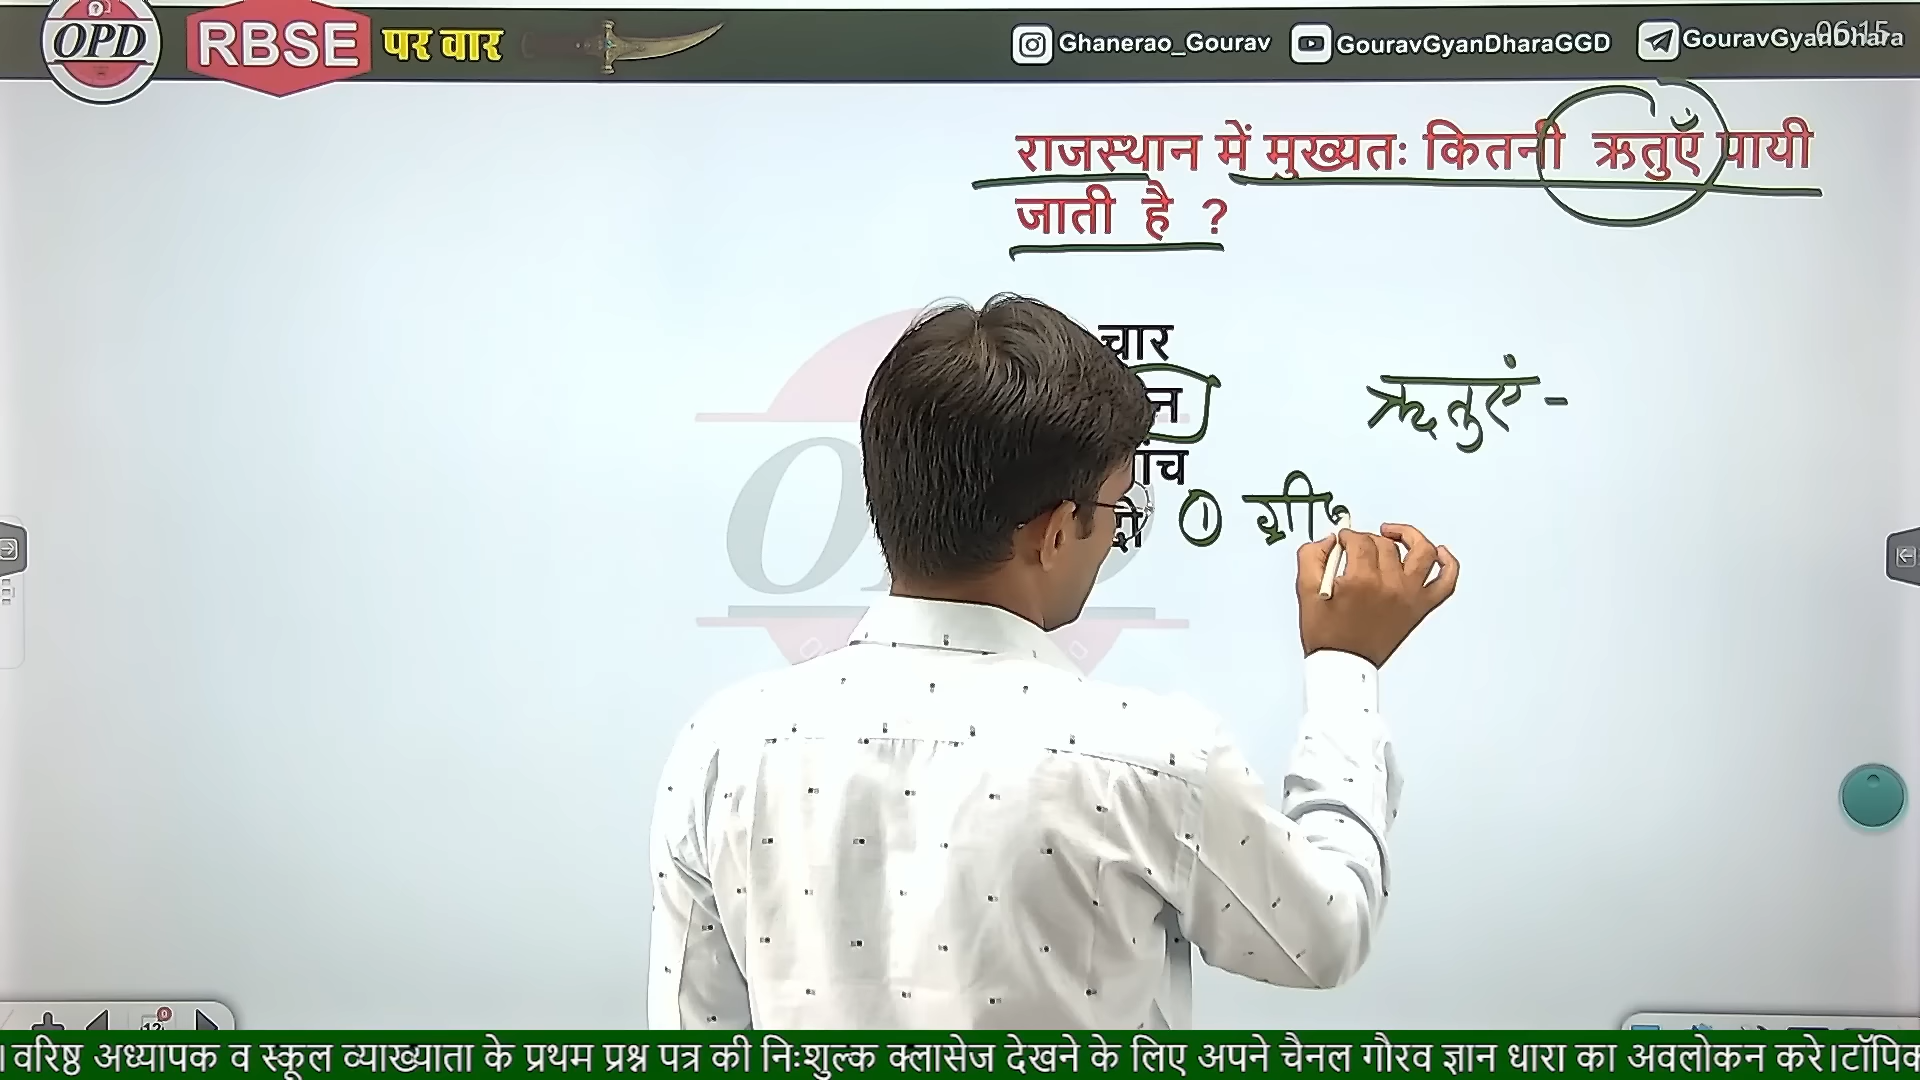 OPD RBSE पर वार Ghanerao_Gourav GouravGyanDharaGGD GouravGyanDhara 06:15
राजस्थान में मुख्यतः कितनी ऋतुएँ पायी
जाती है ?
चार
ऋतुएं -
न
ांच
① ग्रीष
।वरिष्ठ अध्यापक व स्कूल व्याख्याता के प्रथम प्रश्न पत्र की निःशुल्क क्लासेज देखने के लिए अपने चैनल गौरव ज्ञान धारा का अवलोकन करे।टॉपिक